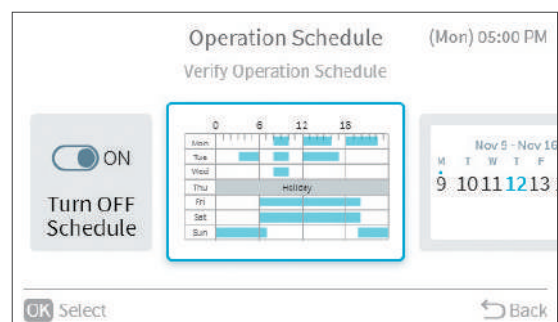 Operation Schedule (Mon) 05:00 PM
Verify Operation Schedule
0 6 12 18
Mon
Tue
Wed
Thu Holiday
Fri
Sat
Sun
ON
Turn OFF
Schedule
Nov 9 - Nov 16
M T W T F
9 10 11 12 13
OK Select
Back